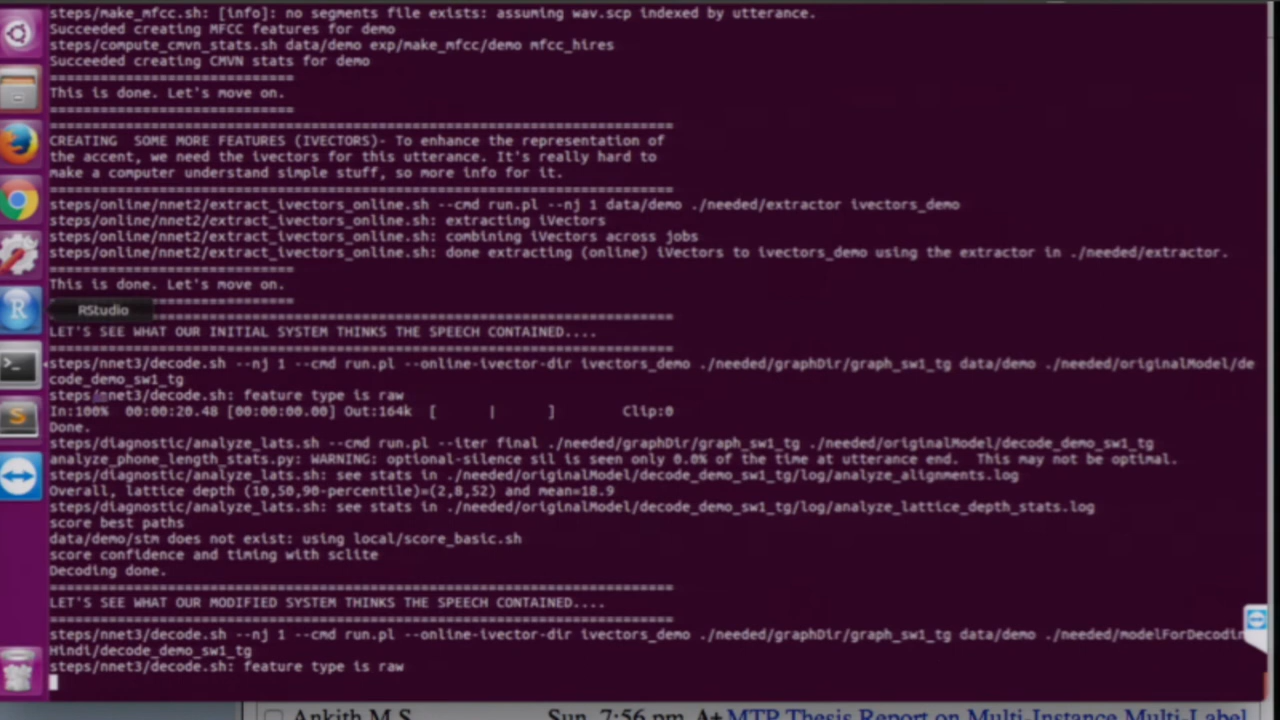 steps/make_mfcc.sh: [info]: no segments file exists: assuming wav.scp indexed by utterance.
Succeeded creating MFCC features for demo
steps/compute_cmvn_stats.sh data/demo exp/make_mfcc/demo mfcc_hires
Succeeded creating CMVN stats for demo
=============================
This is done. Let's move on.
=============================
==========================================================================
CREATING  SOME MORE FEATURES (IVECTORS)- To enhance the representation of
the accent, we need the ivectors for this utterance. It's really hard to
make a computer understand simple stuff, so more info for it.
==========================================================================
steps/online/nnet2/extract_ivectors_online.sh --cmd run.pl --nj 1 data/demo ./needed/extractor ivectors_demo
steps/online/nnet2/extract_ivectors_online.sh: extracting iVectors
steps/online/nnet2/extract_ivectors_online.sh: combining iVectors across jobs
steps/online/nnet2/extract_ivectors_online.sh: done extracting (online) iVectors to ivectors_demo using the extractor in ./needed/extractor.
=============================
This is done. Let's move on.
=============================
RStudio
==========================================================================
LET'S SEE WHAT OUR INITIAL SYSTEM THINKS THE SPEECH CONTAINED....
==========================================================================
steps/nnet3/decode.sh --nj 1 --cmd run.pl --online-ivector-dir ivectors_demo ./needed/graphDir/graph_sw1_tg data/demo ./needed/originalModel/de
code_demo_sw1_tg
steps/nnet3/decode.sh: feature type is raw
In:100%  00:00:20.48 [00:00:00.00] Out:164k  [      |      ]        Clip:0
Done.
steps/diagnostic/analyze_lats.sh --cmd run.pl --iter final ./needed/graphDir/graph_sw1_tg ./needed/originalModel/decode_demo_sw1_tg
analyze_phone_length_stats.py: WARNING: optional-silence sil is seen only 0.0% of the time at utterance end.  This may not be optimal.
steps/diagnostic/analyze_lats.sh: see stats in ./needed/originalModel/decode_demo_sw1_tg/log/analyze_alignments.log
Overall, lattice depth (10,50,90-percentile)=(2,8,52) and mean=18.9
steps/diagnostic/analyze_lats.sh: see stats in ./needed/originalModel/decode_demo_sw1_tg/log/analyze_lattice_depth_stats.log
score best paths
data/demo/stm does not exist: using local/score_basic.sh
score confidence and timing with sclite
Decoding done.
==========================================================================
LET'S SEE WHAT OUR MODIFIED SYSTEM THINKS THE SPEECH CONTAINED....
==========================================================================
steps/nnet3/decode.sh --nj 1 --cmd run.pl --online-ivector-dir ivectors_demo ./needed/graphDir/graph_sw1_tg data/demo ./needed/modelForDecodin
Hindi/decode_demo_sw1_tg
steps/nnet3/decode.sh: feature type is raw
Ankith M.S. Sun, 7:56 pm A+ MTP Thesis Report on Multi-Instance Multi-Label